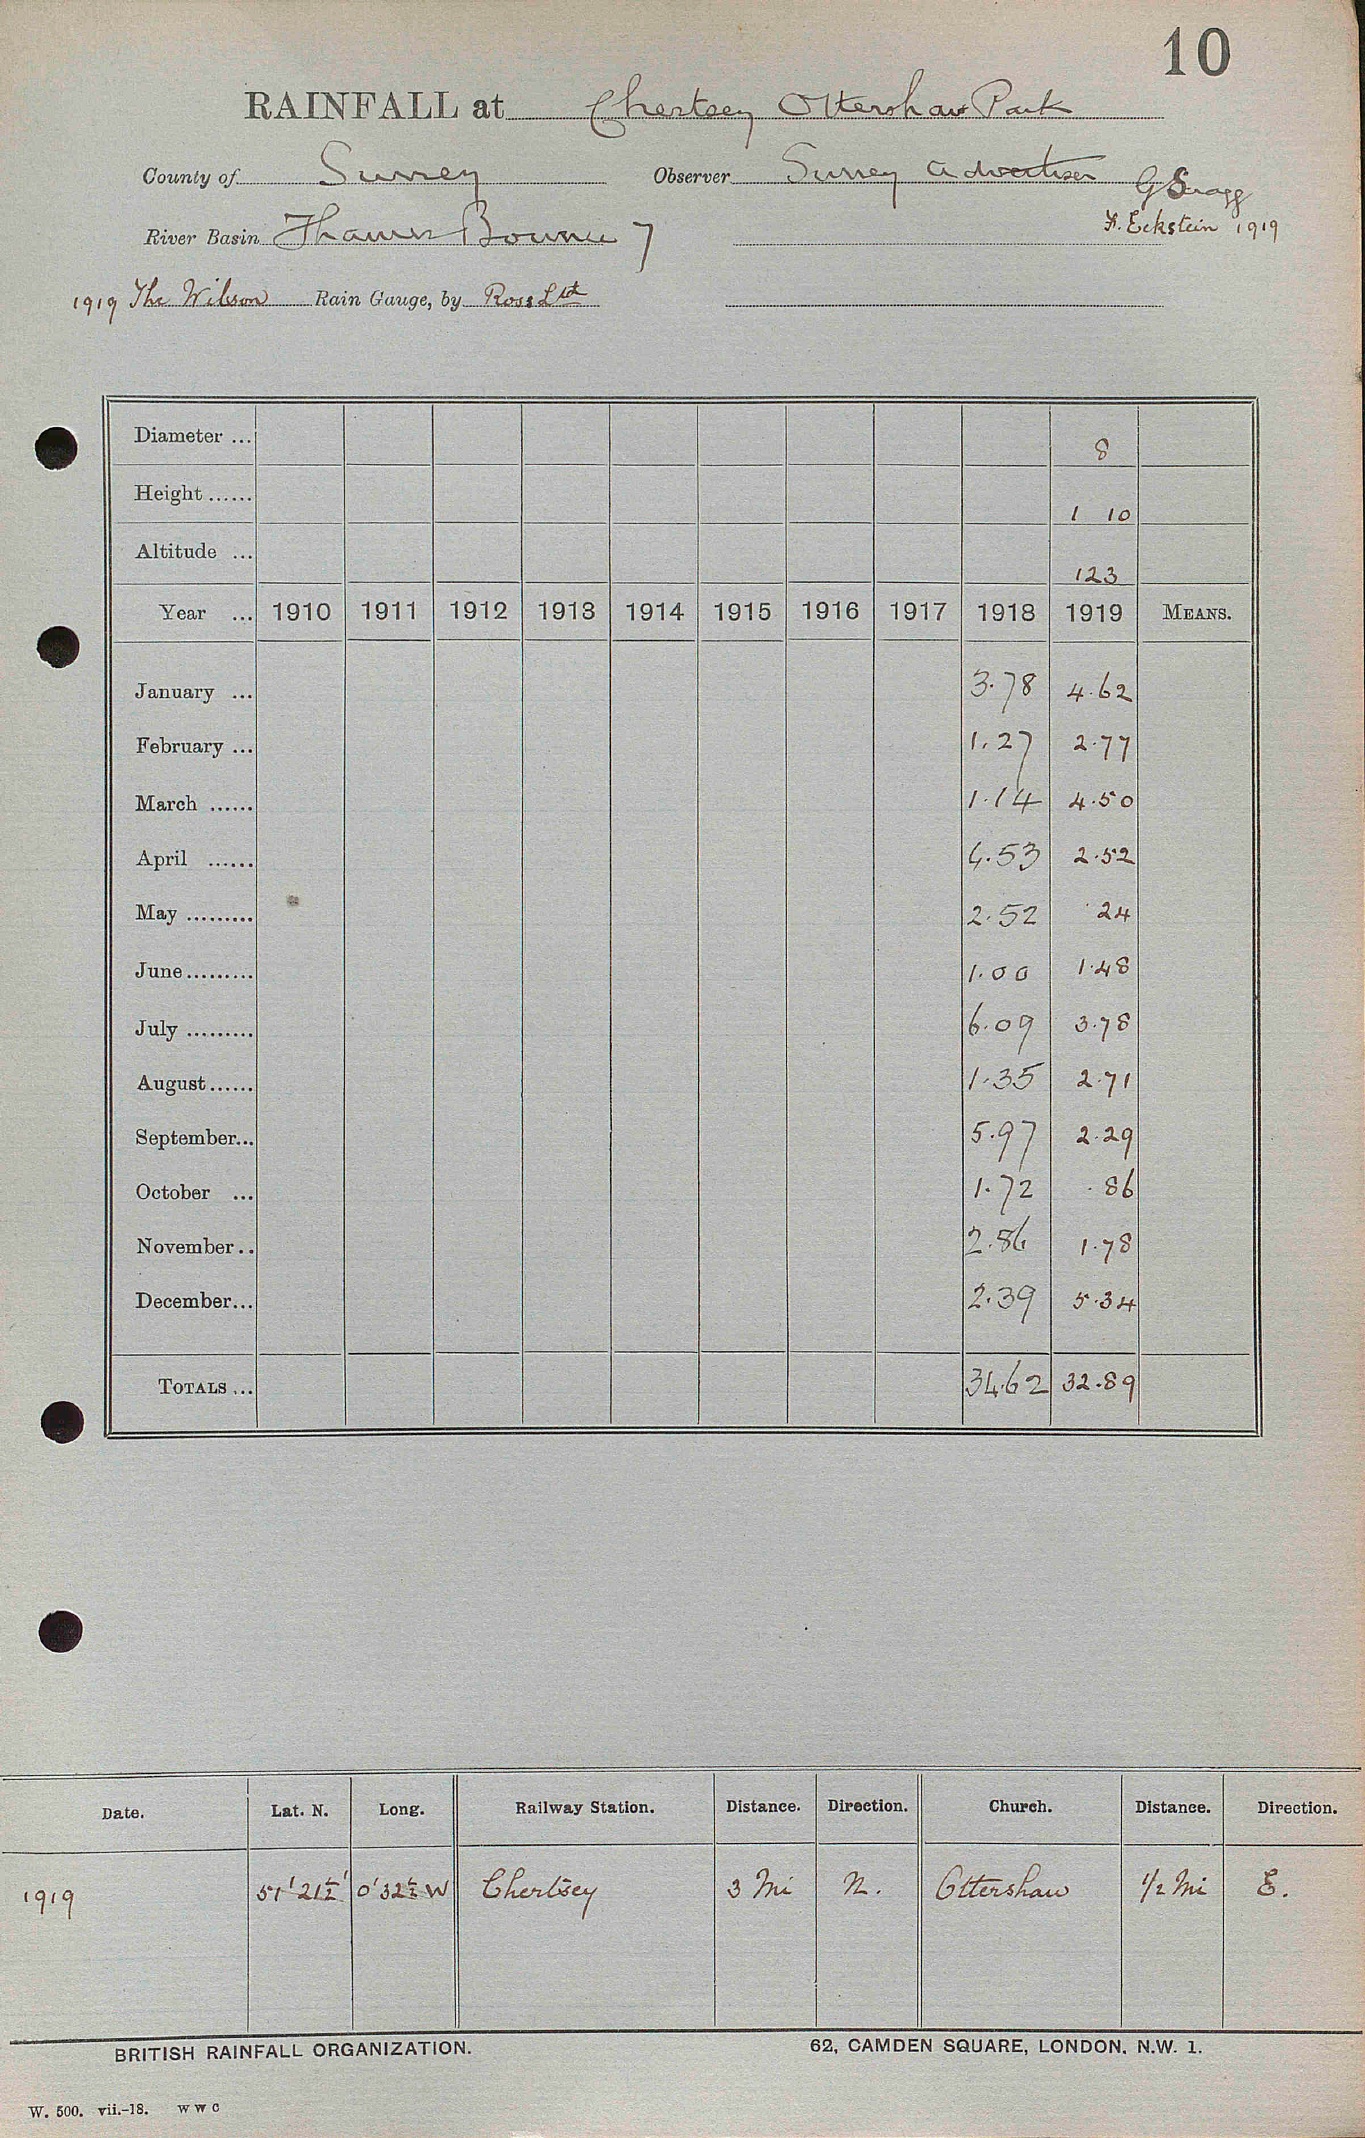 10
RAINFALL at Chertsey Ottershaw Park
County of Surrey Observer Surrey Advertiser G Snagg
River Basin Thames Bourne 7 F. Eckstein 1919
1919 The Wilson Rain Gauge, by Ross Ltd
Diameter ... 8
Height ...... 1 10
Altitude ... 123
Year ... 1910 1911 1912 1913 1914 1915 1916 1917 1918 1919 MEANS.
January ... 3.78 4.62
February ... 1.27 2.77
March ...... 1.14 4.50
April ...... 4.53 2.52
May ......... 2.52 .24
June ......... 1.00 1.48
July ......... 6.09 3.78
August ...... 1.35 2.71
September... 5.97 2.29
October ... 1.72 .86
November .. 2.86 1.78
December... 2.39 5.34
TOTALS ... 34.62 32.89
Date. Lat. N. Long. Railway Station. Distance. Direction. Church. Distance. Direction.
1919 51' 21½' 0' 32½ W Chertsey 3 Mi N. Ottershaw 1/2 Mi E.
BRITISH RAINFALL ORGANIZATION. 62, CAMDEN SQUARE, LONDON. N.W. 1.
W. 500. vii.-18. W W C